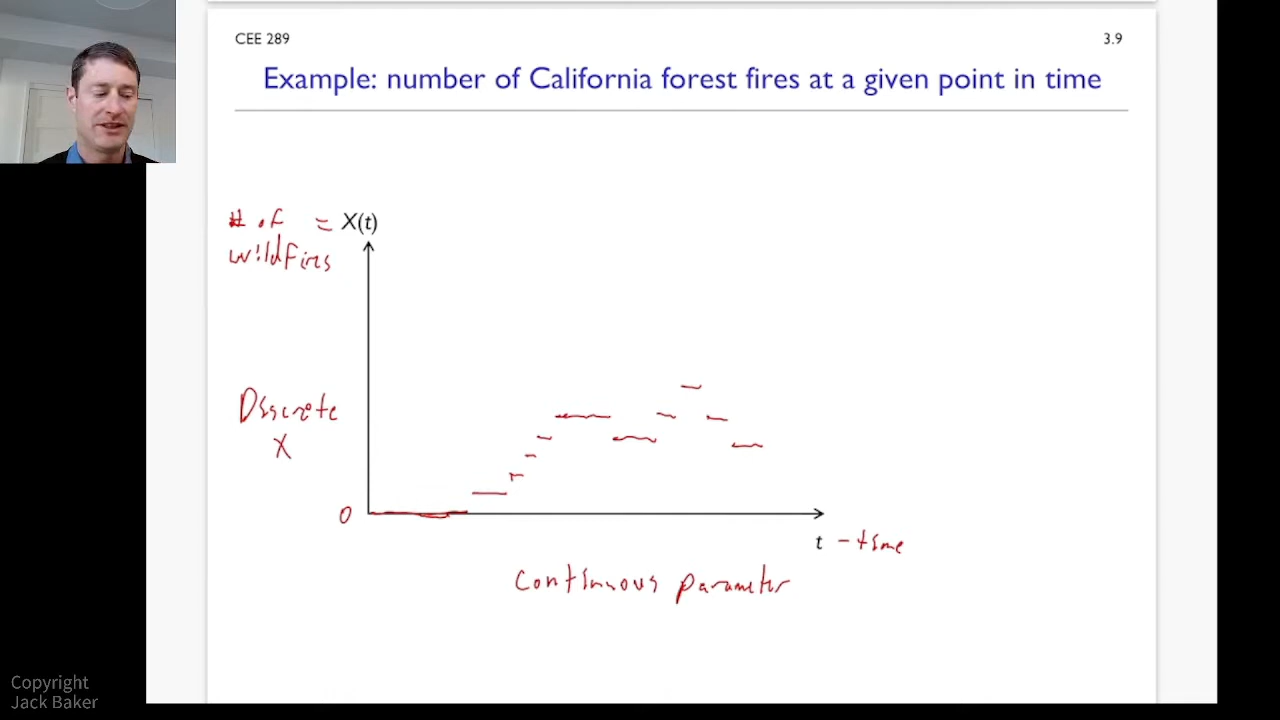 CEE 289
3.9
Example: number of California forest fires at a given point in time
# of = X(t)
wildfires
Discrete
X
0
t - time
continuous parameter
Copyright
Jack Baker